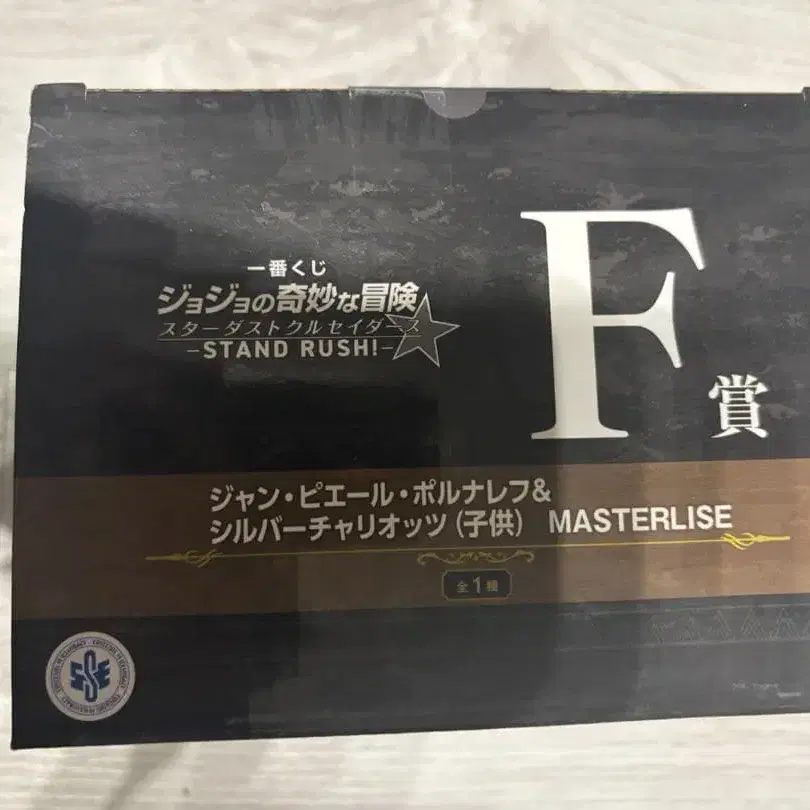 一番くじ
ジョジョの奇妙な冒険
スターダストクルセイダース
-STAND RUSH!-
F賞
ジャン・ピエール・ポルナレフ&
シルバーチャリオッツ(子供) MASTERLISE
全1種